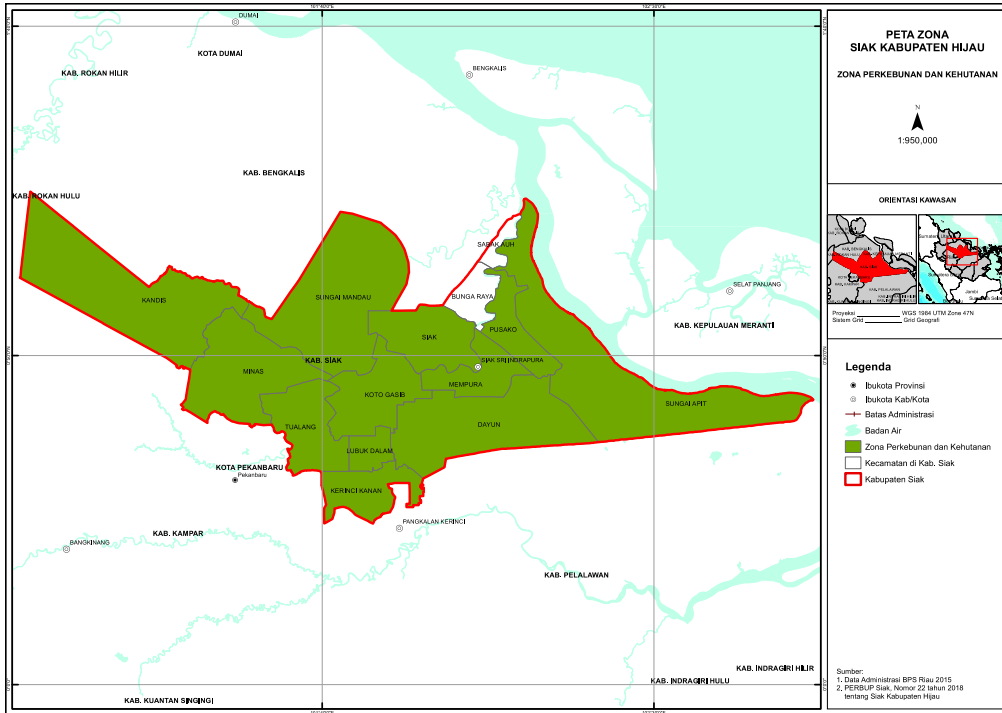 PETA ZONA
SIAK KABUPATEN HIJAU
ZONA PERKEBUNAN DAN KEHUTANAN
N
1:950,000
ORIENTASI KAWASAN
KAB. BENGKALIS
KAB. PELALAWAN
Jambi
Proyeksi WGS 1984 UTM Zone 47N
Sistem Grid Grid Geografi
Legenda
Ibukota Provinsi
Ibukota Kab/Kota
Batas Administrasi
Badan Air
Zona Perkebunan dan Kehutanan
Kecamatan di Kab. Siak
Kabupaten Siak
Sumber:
1. Data Administrasi BPS Riau 2015
2. PERBUP Siak, Nomor 22 tahun 2018
tentang Siak Kabupaten Hijau
DUMAI
KOTA DUMAI
KAB. ROKAN HILIR
BENGKALIS
KAB. BENGKALIS
KAB. ROKAN HULU
SABAK AUH
BUNGA RAYA
SELAT PANJANG
KANDIS
SUNGAI MANDAU
KAB. KEPULAUAN MERANTI
PUSAKO
SIAK
KAB. SIAK
SIAK SRI INDRAPURA
MINAS
MEMPURA
KOTO GASIB
SUNGAI APIT
DAYUN
TUALANG
LUBUK DALAM
KOTA PEKANBARU
Pekanbaru
KERINCI KANAN
PANGKALAN KERINCI
KAB. KAMPAR
BANGKINANG
KAB. PELALAWAN
KAB. INDRAGIRI HILIR
KAB. INDRAGIRI HULU
KAB. KUANTAN SINGINGI